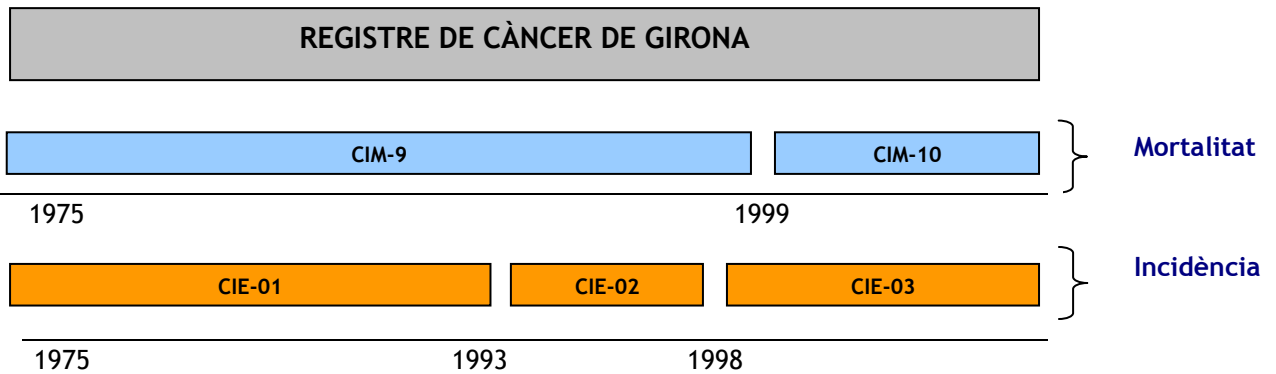 REGISTRE DE CÀNCER DE GIRONA
CIM-9
CIM-10
Mortalitat
1975
1999
CIE-01
CIE-02
CIE-03
Incidència
1975
1993
1998